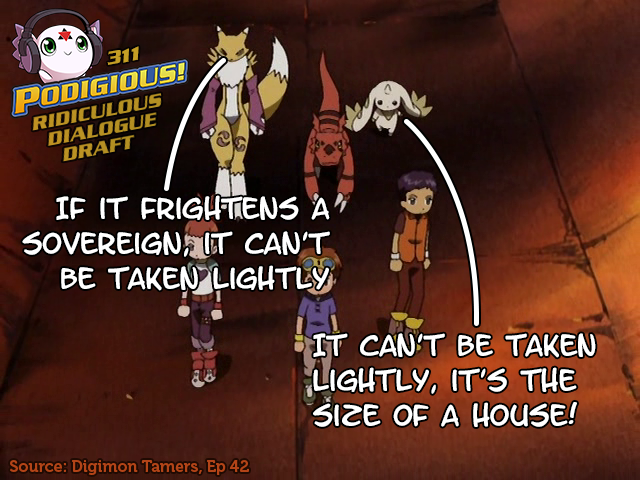 311
PODIGIOUS!
RIDICULOUS
DIALOGUE
DRAFT
IF IT FRIGHTENS A
SOVEREIGN, IT CAN'T
BE TAKEN LIGHTLY
IT CAN'T BE TAKEN
LIGHTLY, IT'S THE
SIZE OF A HOUSE!
Source: Digimon Tamers, Ep 42